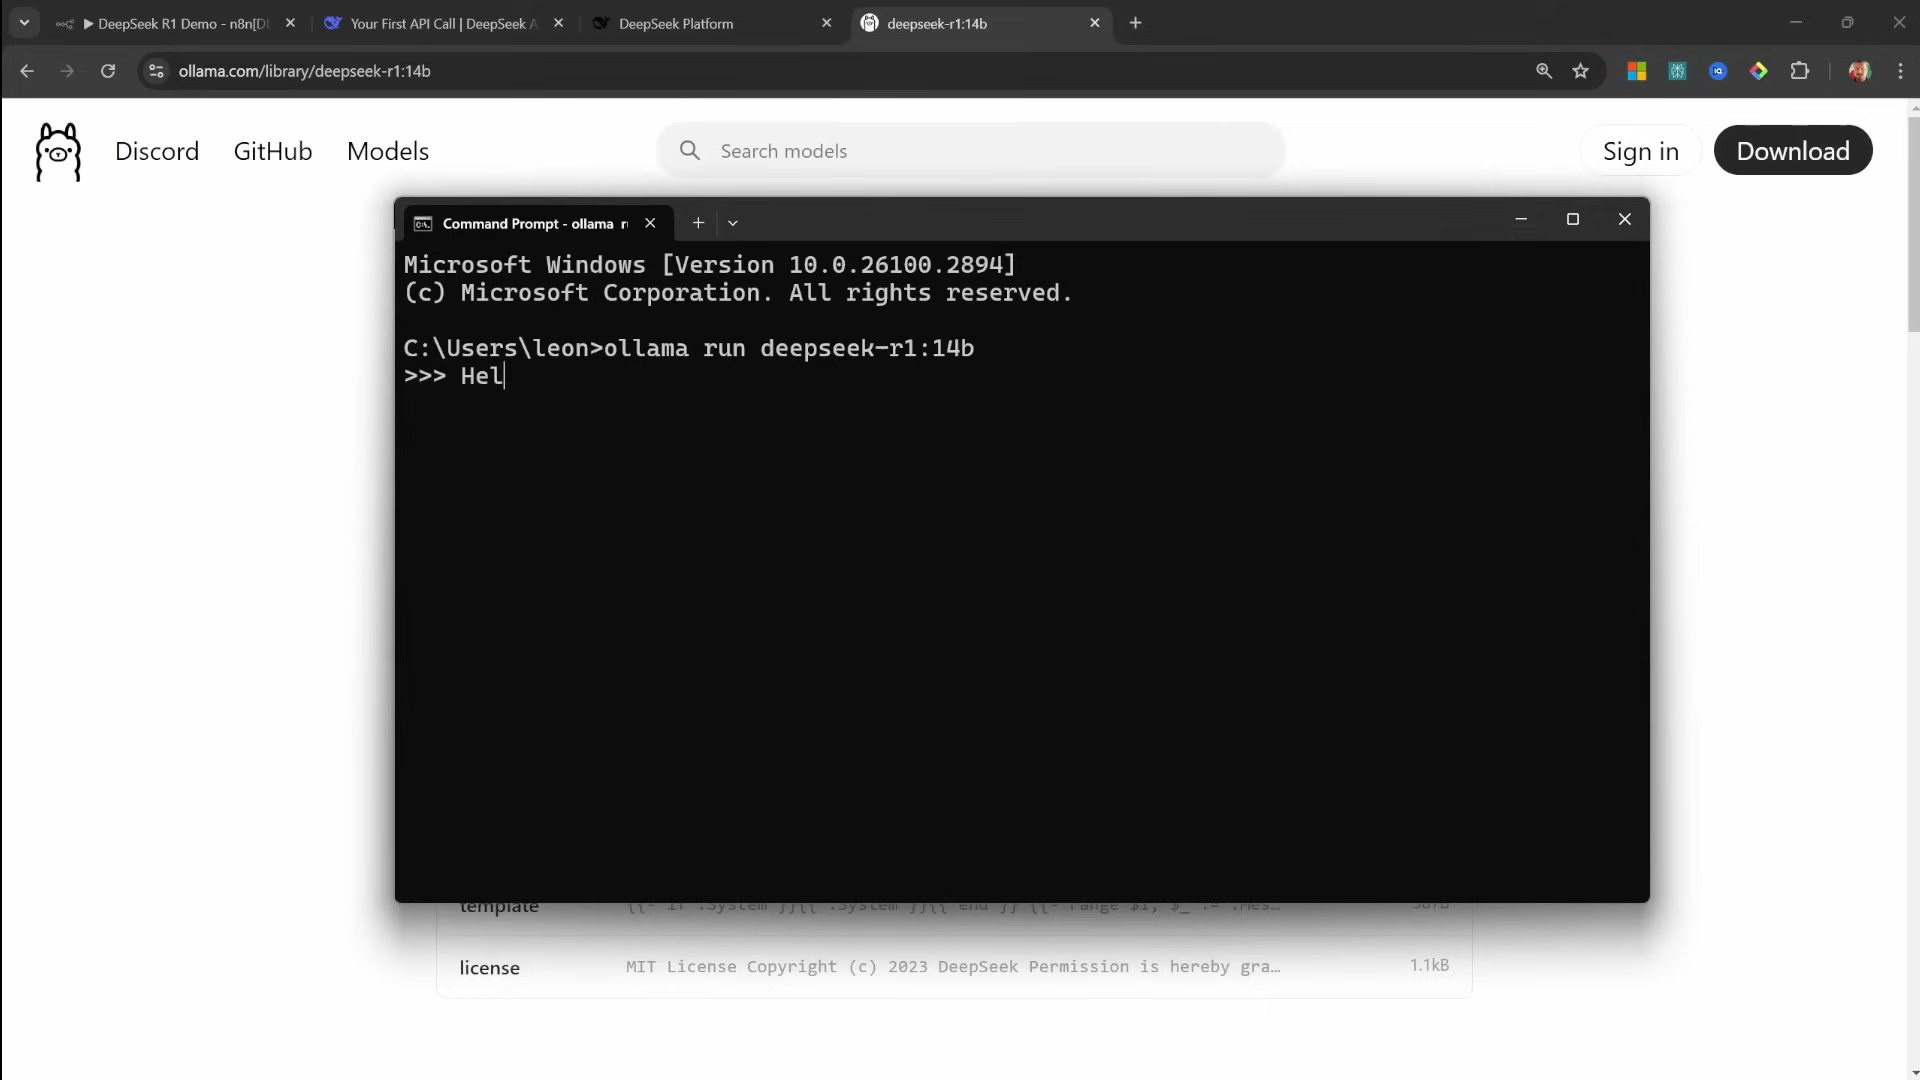 DeepSeek R1 Demo - n8n[D
Your First API Call | DeepSeek A
DeepSeek Platform
deepseek-r1:14b
ollama.com/library/deepseek-r1:14b
Discord
GitHub
Models
Search models
Sign in
Download
Command Prompt - ollama r
Microsoft Windows [Version 10.0.26100.2894]
(c) Microsoft Corporation. All rights reserved.
C:\Users\leon>ollama run deepseek-r1:14b
>>> Hel
template
license
MIT License Copyright (c) 2023 DeepSeek Permission is hereby gra…
1.1kB